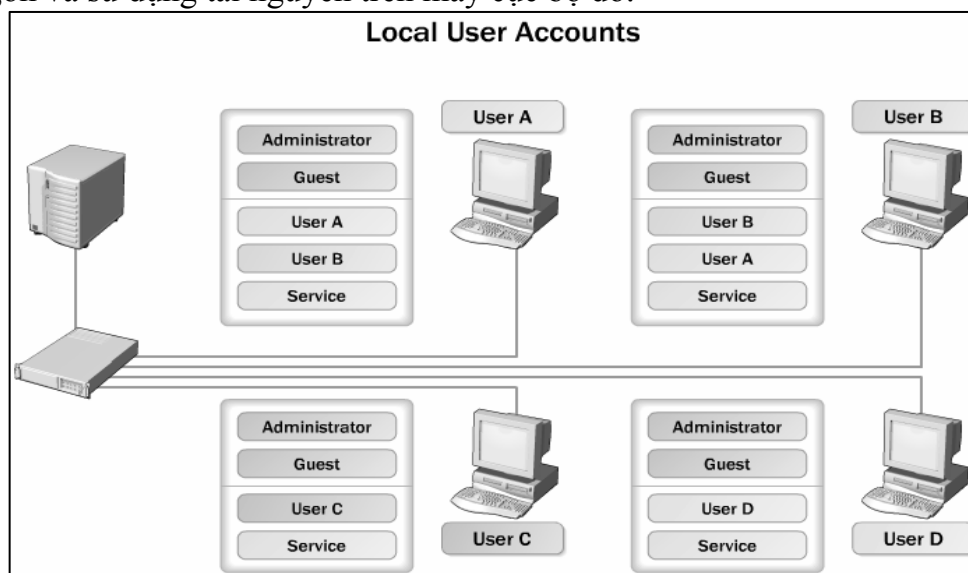 và sử dụng tài nguyên trên máy cục bộ đó.
Local User Accounts
User A
Administrator
Guest
User A
User B
Service
User B
Administrator
Guest
User B
User A
Service
Administrator
Guest
User C
Service
User C
Administrator
Guest
User D
Service
User D